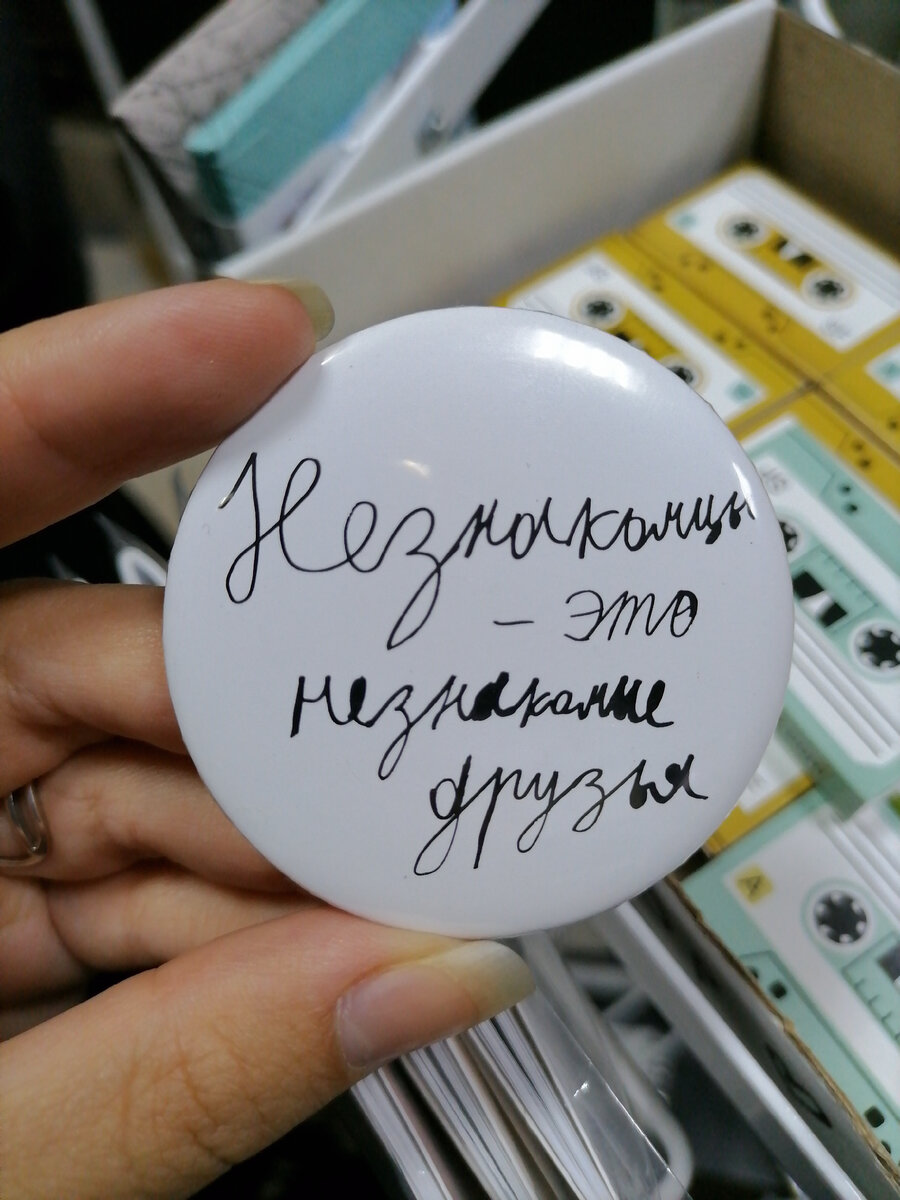 Незнакомцы
– это
незнакомые
друзья
A